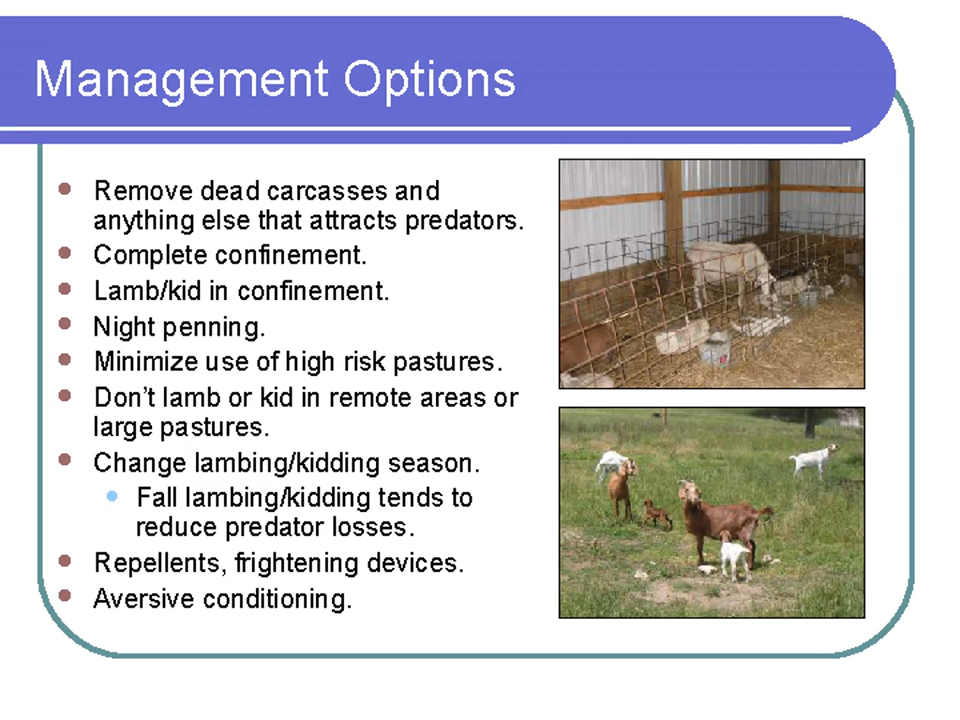 Management Options
Remove dead carcasses and
anything else that attracts predators.
Complete confinement.
Lamb/kid in confinement.
Night penning.
Minimize use of high risk pastures.
Don't lamb or kid in remote areas or
large pastures.
Change lambing/kidding season.
Fall lambing/kidding tends to
reduce predator losses.
Repellents, frightening devices.
Aversive conditioning.